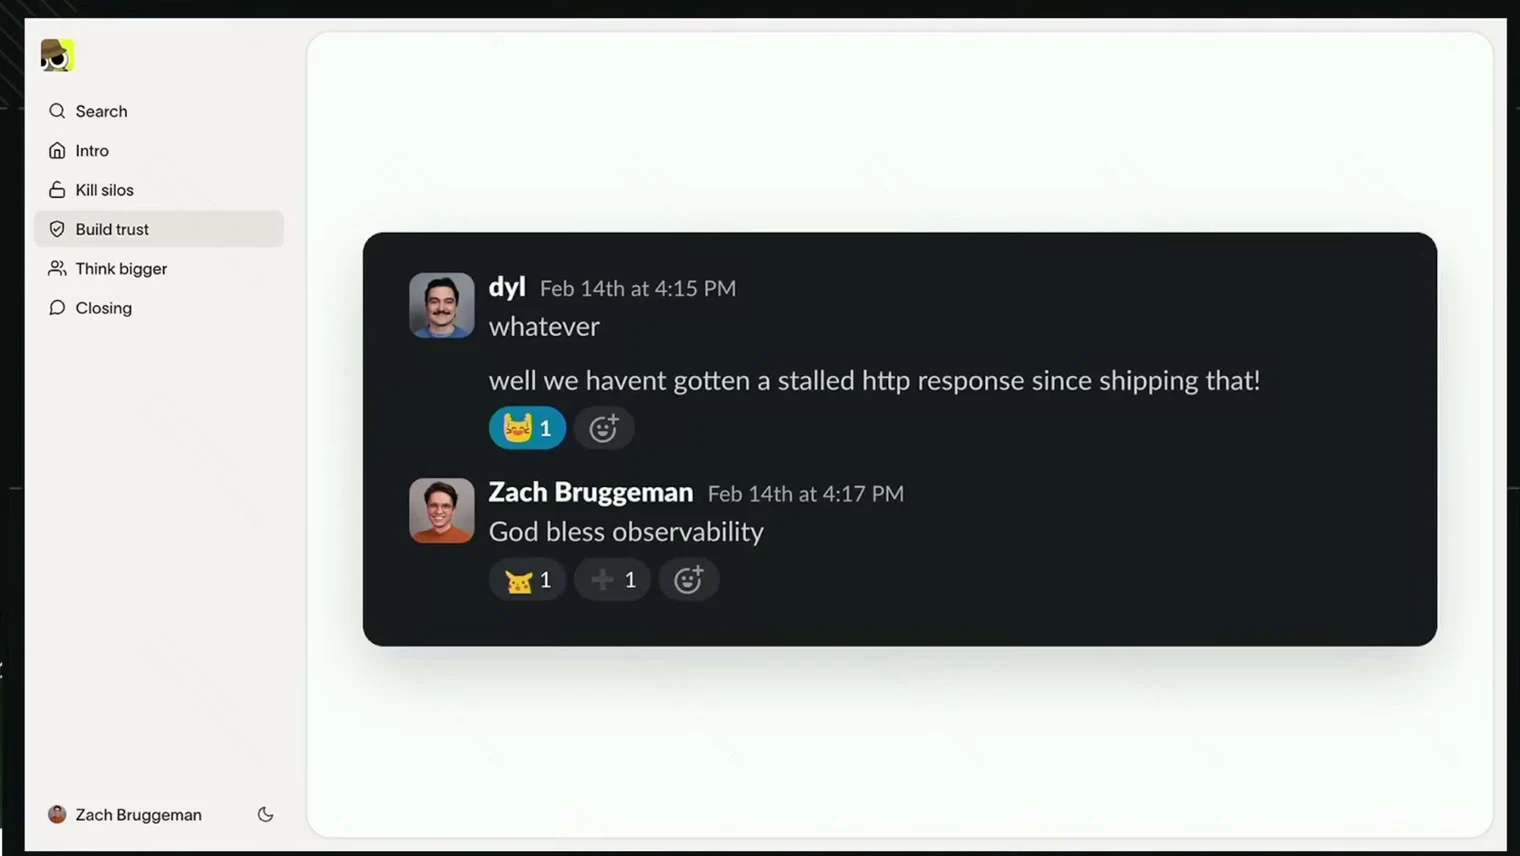 Search
Intro
Kill silos
Build trust
Think bigger
Closing
dyl Feb 14th at 4:15 PM
whatever
well we havent gotten a stalled http response since shipping that!
1
Zach Bruggeman Feb 14th at 4:17 PM
God bless observability
1 1
Zach Bruggeman